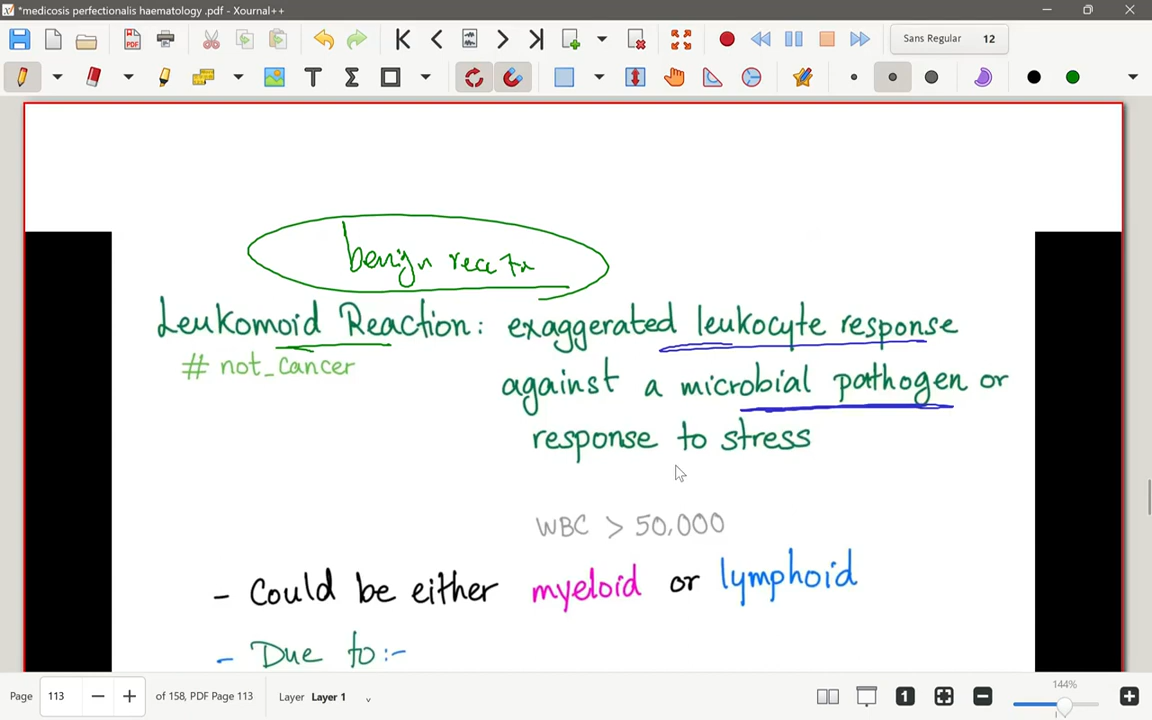 *medicosis perfectionalis haematology .pdf - Xournal++
Sans Regular 12
benign
Leukomoid Reaction: exaggerated leukocyte response
# not_cancer
against a microbial pathogen or
response to stress
WBC > 50,000
- Could be either myeloid or lymphoid
- Due to:-
Page 113 of 158, PDF Page 113 Layer Layer 1 144%